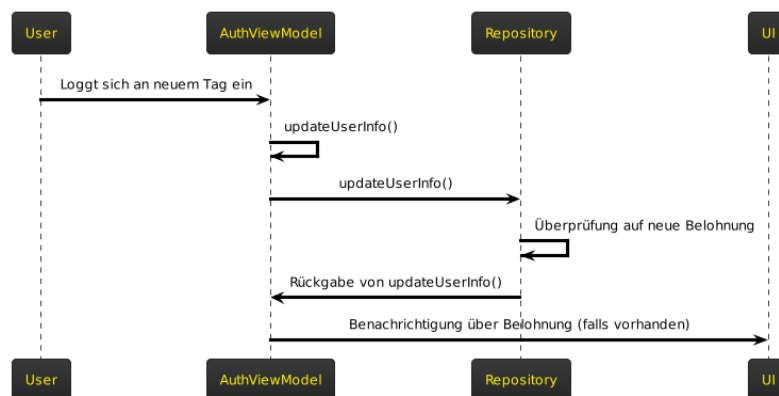 User
AuthViewModel
Repository
UI
Loggt sich an neuem Tag ein
updateUserInfo()
updateUserInfo()
Überprüfung auf neue Belohnung
Rückgabe von updateUserInfo()
Benachrichtigung über Belohnung (falls vorhanden)
User
AuthViewModel
Repository
UI